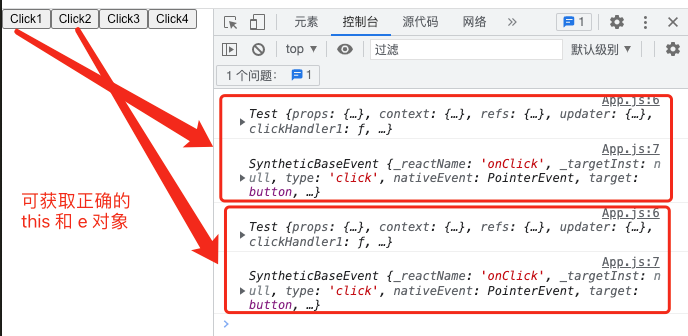 Click1 Click2 Click3 Click4
元素 控制台 源代码 网络 » 1
top ▼ 过滤 默认级别 ▼
1 个问题： 1
App.js:6
Test {props: {…}, context: {…}, refs: {…}, updater: {…},
clickHandler1: ƒ, …}
App.js:7
SyntheticBaseEvent {_reactName: 'onClick', _targetInst: n
ull, type: 'click', nativeEvent: PointerEvent, target:
button, …}
App.js:6
Test {props: {…}, context: {…}, refs: {…}, updater: {…},
clickHandler1: ƒ, …}
App.js:7
SyntheticBaseEvent {_reactName: 'onClick', _targetInst: n
ull, type: 'click', nativeEvent: PointerEvent, target:
button, …}
可获取正确的
this 和 e 对象